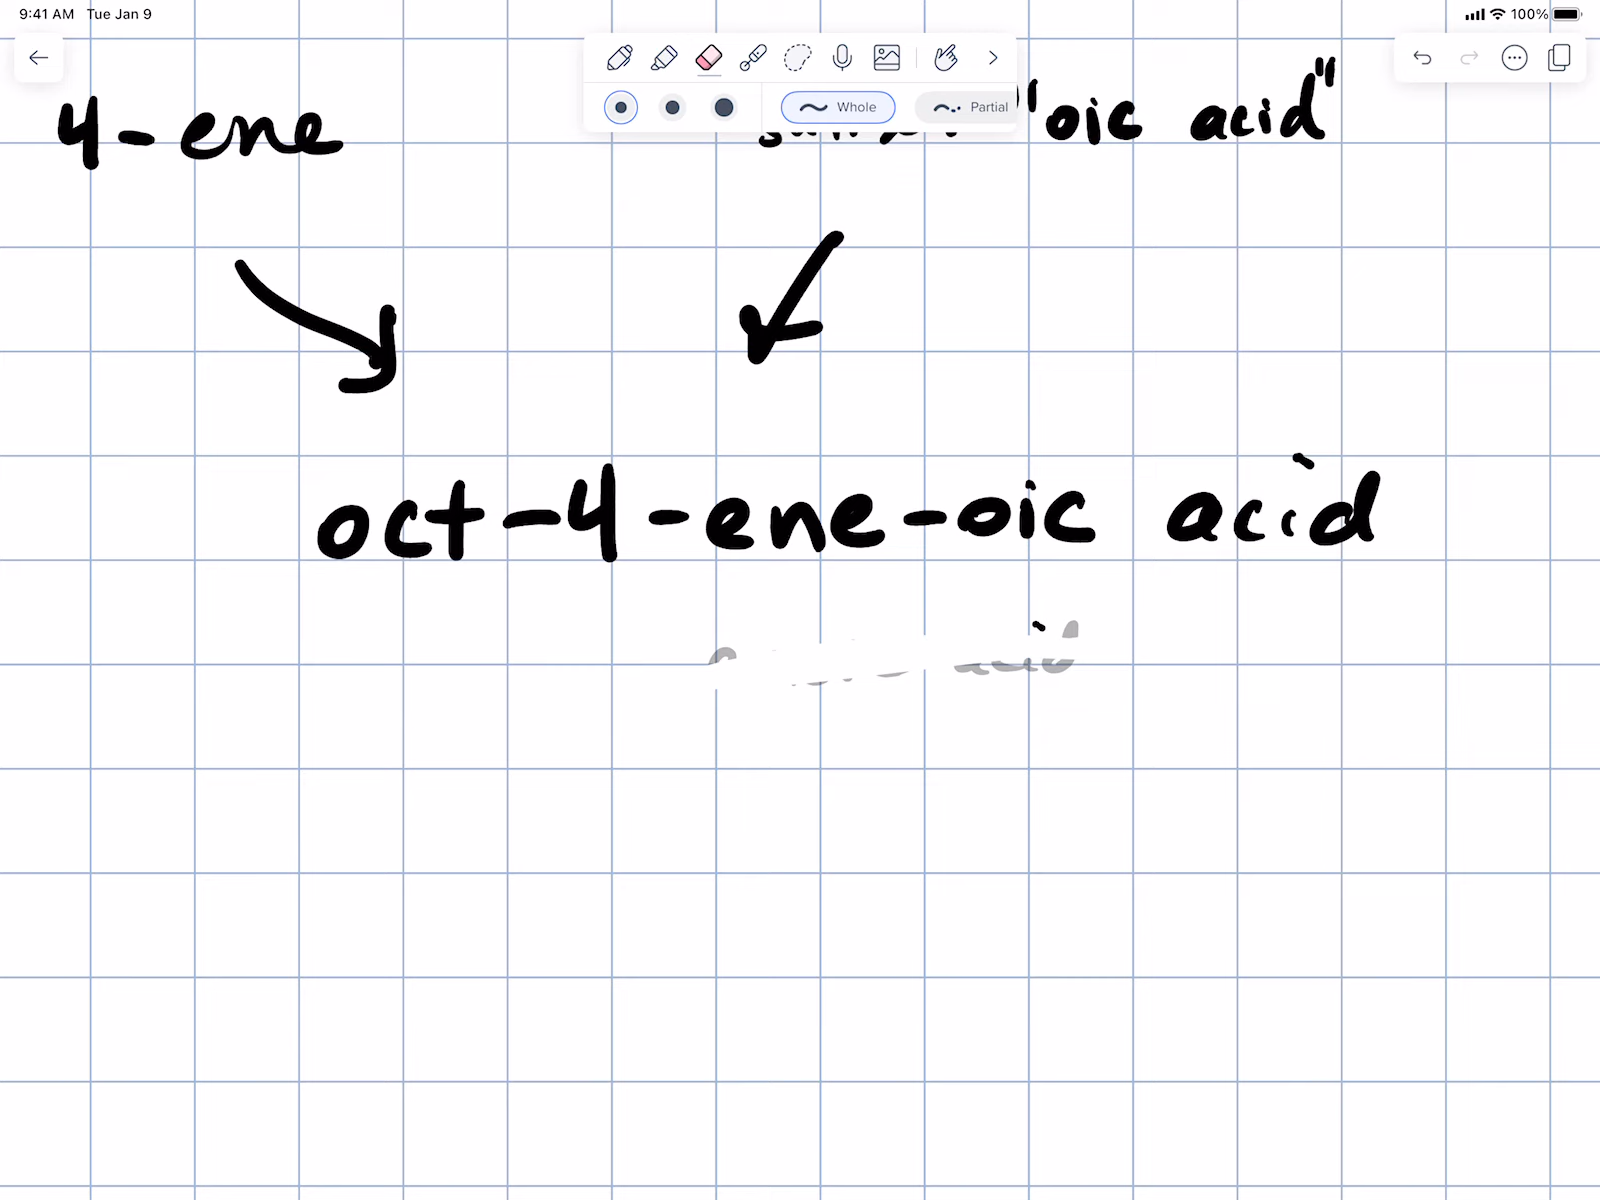 9:41 AM Tue Jan 9 100%
Whole Partial
4-ene "oic acid"
oct-4-ene-oic acid